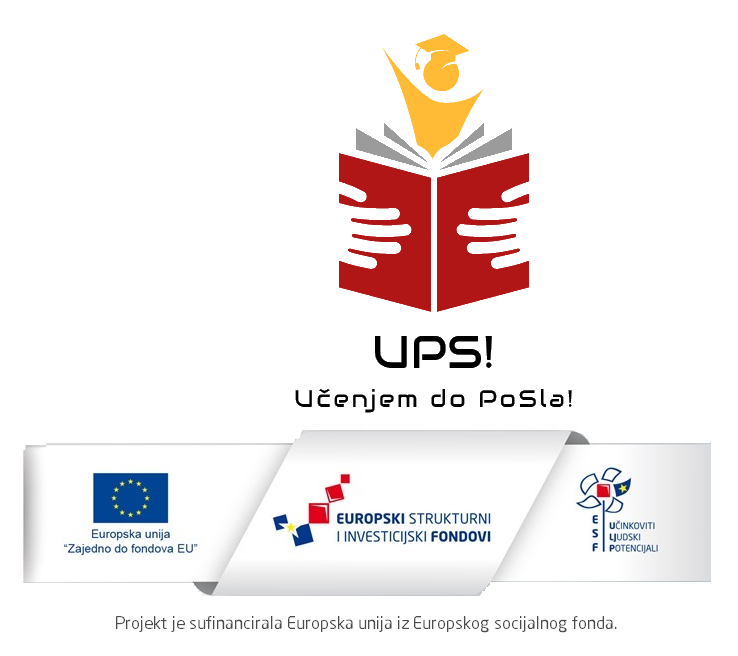 UPS!
Učenjem do PoSla!
Europska unija
“Zajedno do fondova EU”
EUROPSKI STRUKTURNI
I INVESTICIJSKI FONDOVI
ESF
UČINKOVITI
LJUDSKI
POTENCIJALI
Projekt je sufinancirala Europska unija iz Europskog socijalnog fonda.